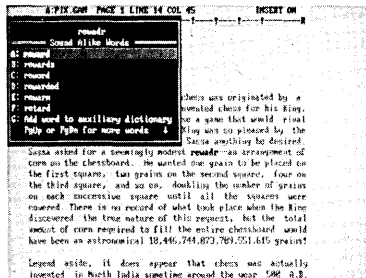 A:PIX.GAM PAGE 1 LINE 14 COL 45 INSERT ON
rewadr
Sound Alike Words
A: reward
B: rewards
C: reword
D: rewarded
E: rewarm
F: retard
G: Add word to auxiliary dictionary
PgUp or PgDn for more words ↓
chess was originated by a
invented chess for his King,
a game that would rival
King was so pleased by the
Sassa anything he desired.
Sassa asked for a seemingly modest rewadr--an arrangement of
corn on the chessboard. He wanted one grain to be placed on
the first square, two grains on the second square, four on
the third square, and so on, doubling the number of grains
on each successive square until all the squares were
covered. There is no record of what took place when the King
discovered the true nature of this request, but the total
amount of corn required to fill the entire chessboard would
have been an astronomical 18,446,744,073,709,551,615 grains!
Legend aside, it does appear that chess was actually
invented in North India sometime around the year 500 A.D.